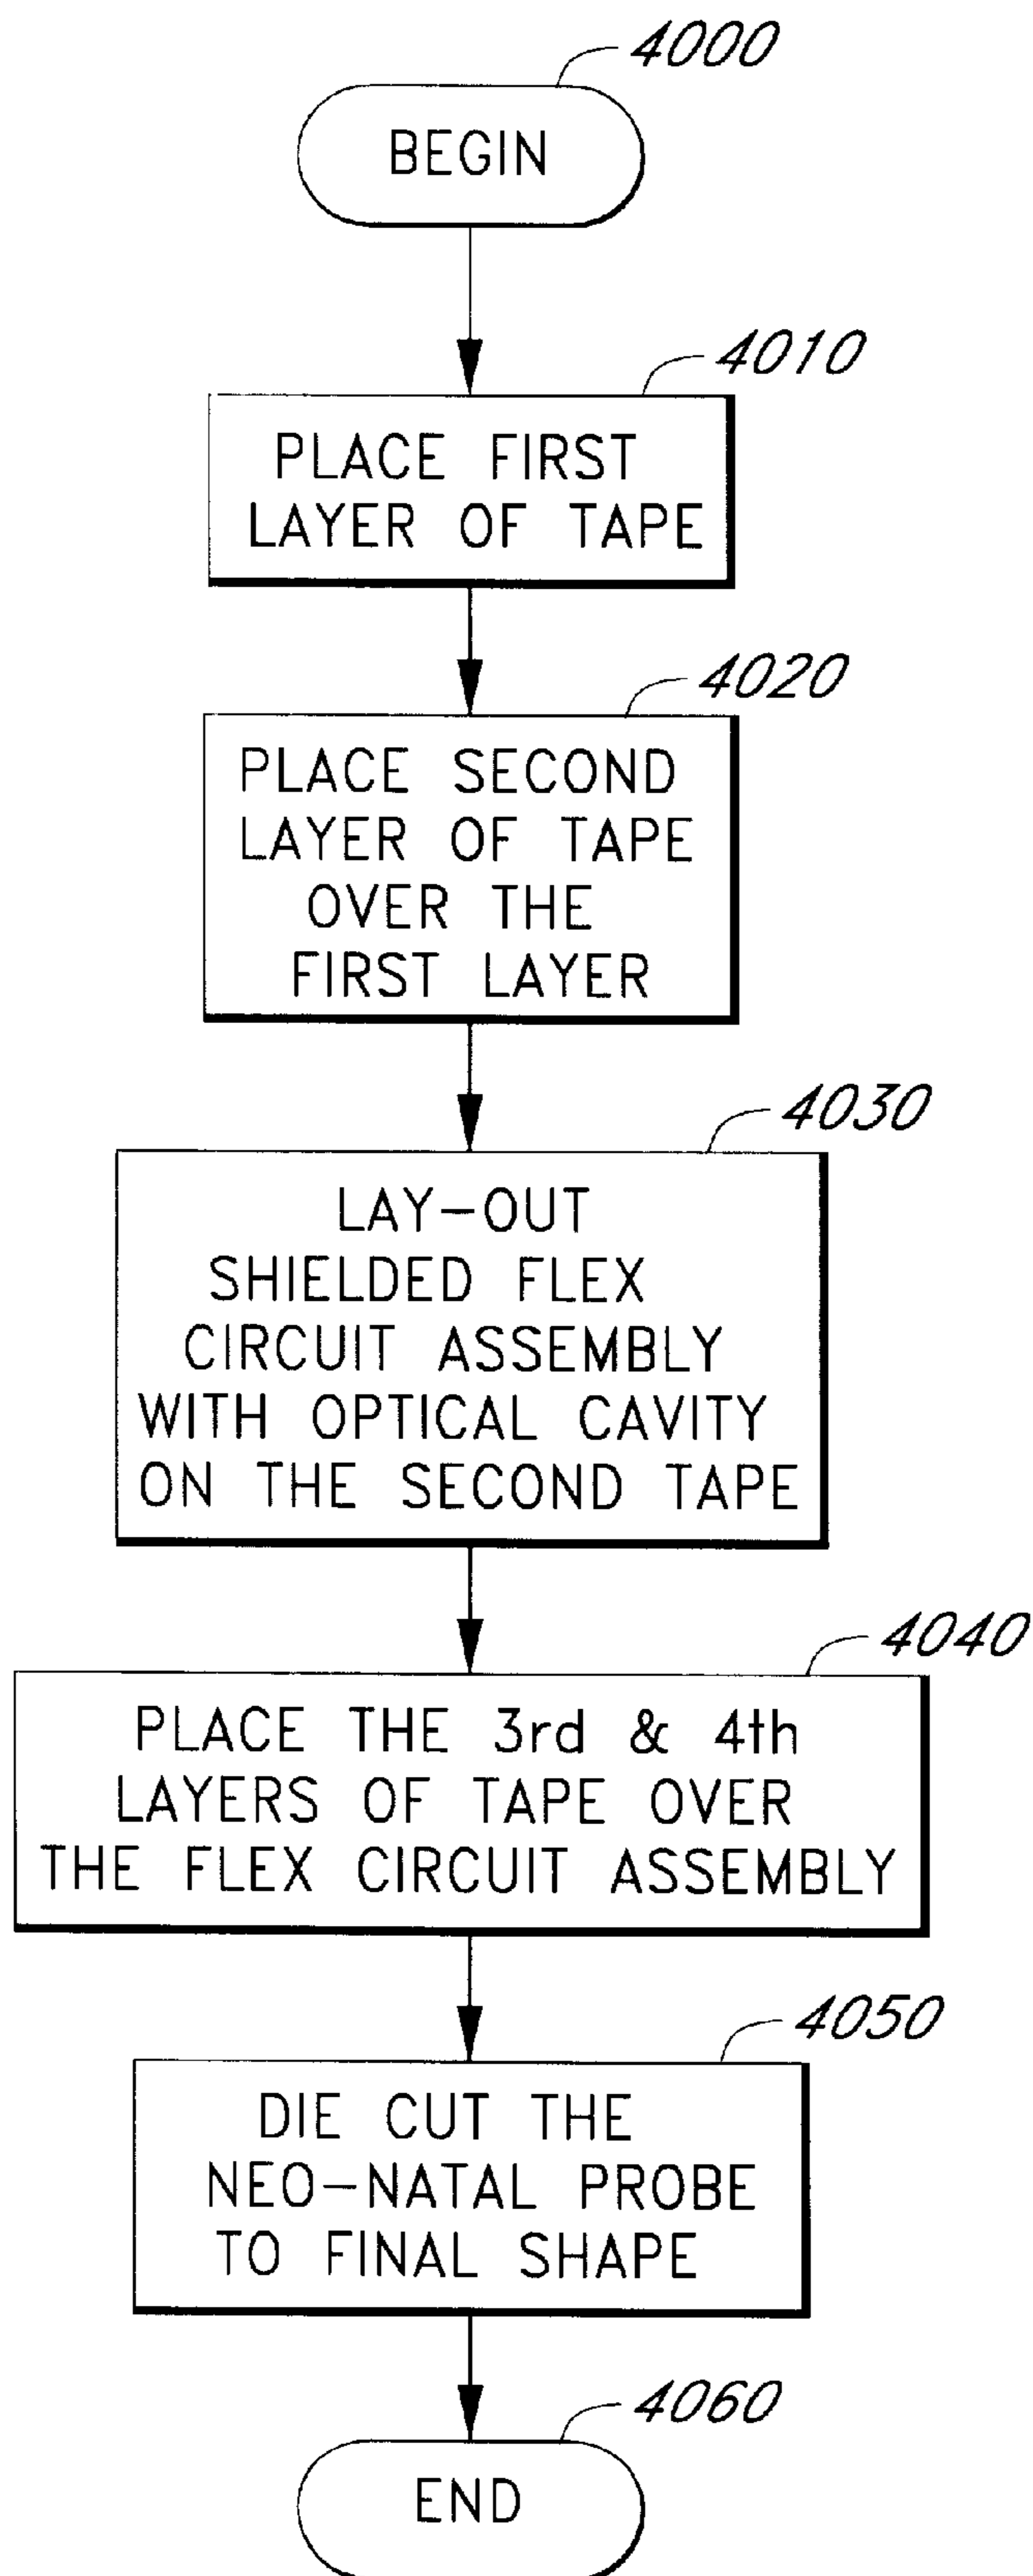 4000
BEGIN
4010
PLACE FIRST
LAYER OF TAPE
4020
PLACE SECOND
LAYER OF TAPE
OVER THE
FIRST LAYER
4030
LAY-OUT
SHIELDED FLEX
CIRCUIT ASSEMBLY
WITH OPTICAL CAVITY
ON THE SECOND TAPE
4040
PLACE THE 3rd & 4th
LAYERS OF TAPE OVER
THE FLEX CIRCUIT ASSEMBLY
4050
DIE CUT THE
NEO-NATAL PROBE
TO FINAL SHAPE
4060
END